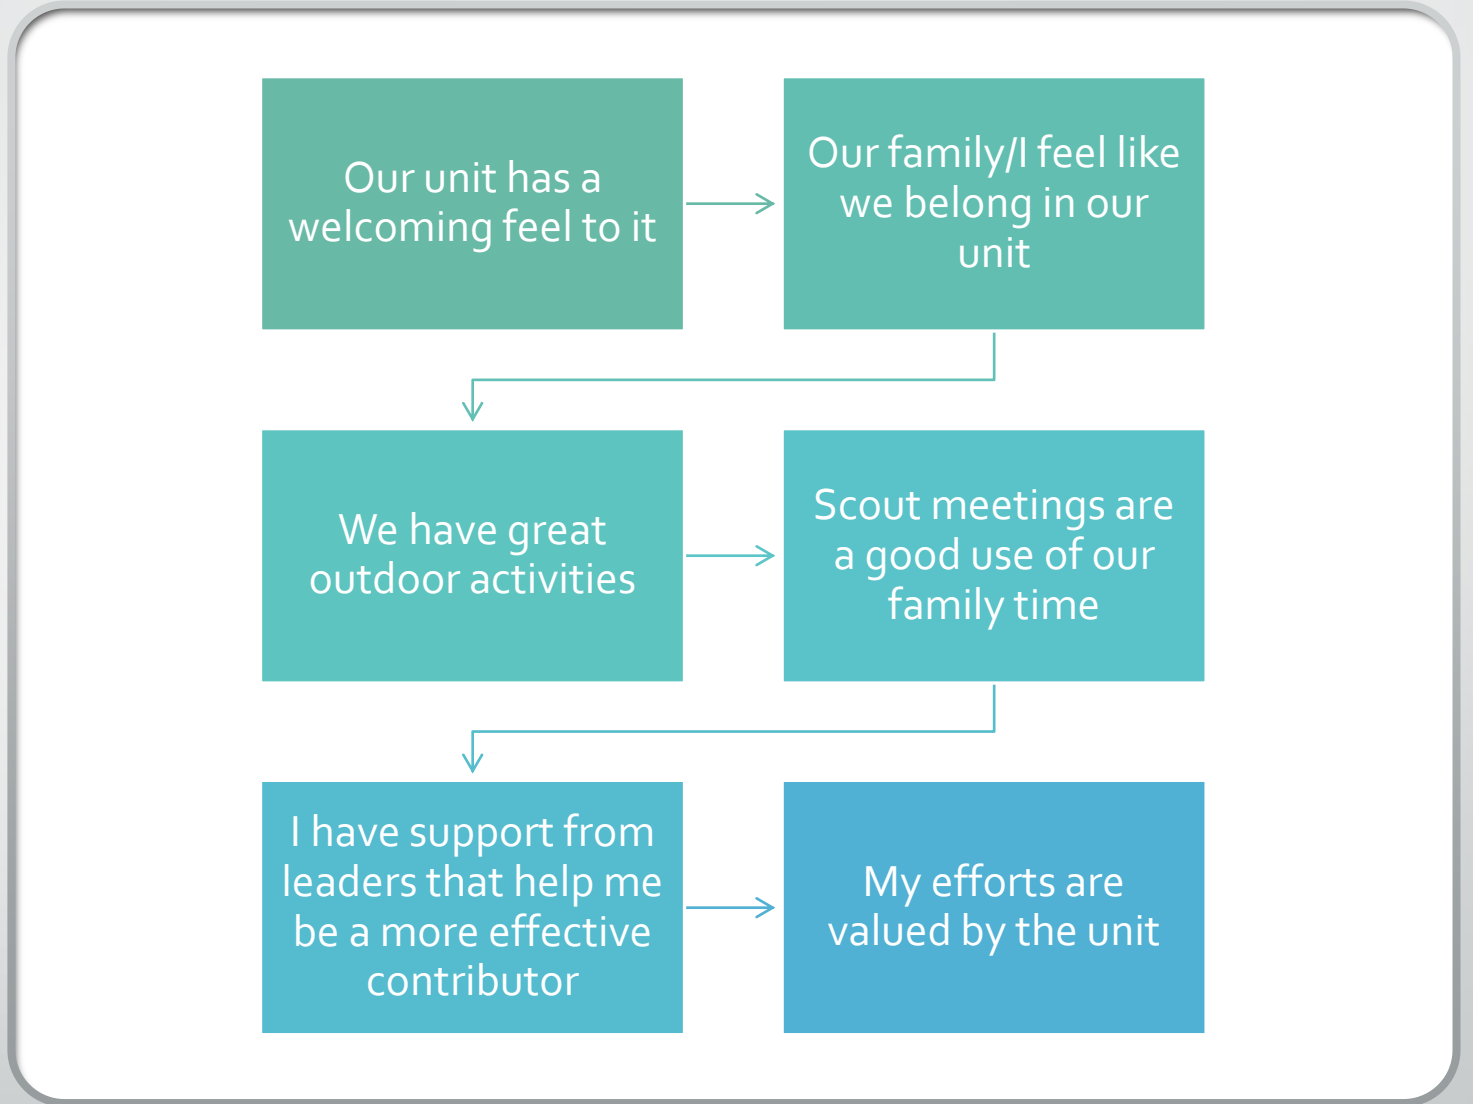 Our unit has a
welcoming feel to it
Our family/I feel like
we belong in our
unit
We have great
outdoor activities
Scout meetings are
a good use of our
family time
I have support from
leaders that help me
be a more effective
contributor
My efforts are
valued by the unit